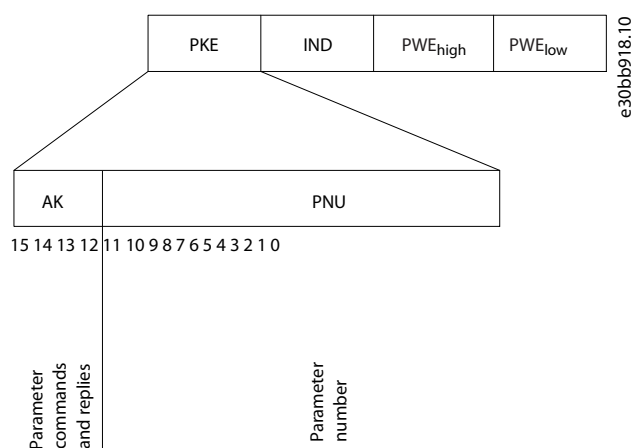 PKE IND PWEhigh PWElow
e30bb918.10
AK PNU
15 14 13 12 11 10 9 8 7 6 5 4 3 2 1 0
Parameter
commands
and replies
Parameter
number